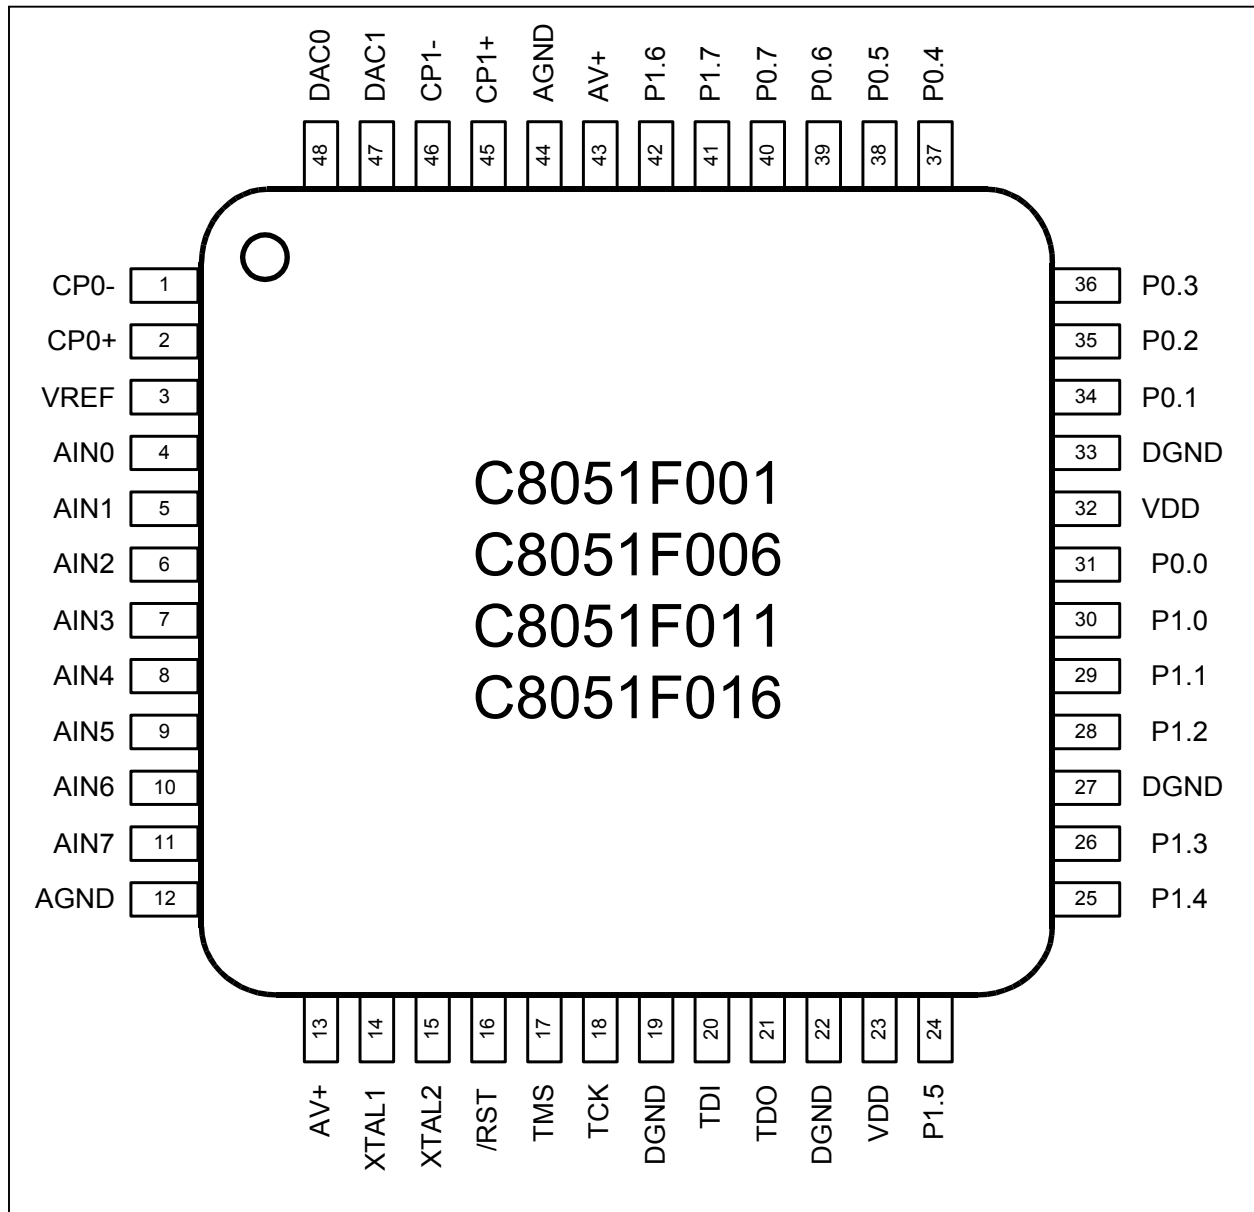 DAC0 DAC1 CP1- CP1+ AGND AV+ P1.6 P1.7 P0.7 P0.6 P0.5 P0.4
48 47 46 45 44 43 42 41 40 39 38 37
CP0- 1
CP0+ 2
VREF 3
AIN0 4
AIN1 5
AIN2 6
AIN3 7
AIN4 8
AIN5 9
AIN6 10
AIN7 11
AGND 12
C8051F001
C8051F006
C8051F011
C8051F016
36 P0.3
35 P0.2
34 P0.1
33 DGND
32 VDD
31 P0.0
30 P1.0
29 P1.1
28 P1.2
27 DGND
26 P1.3
25 P1.4
13 14 15 16 17 18 19 20 21 22 23 24
AV+ XTAL1 XTAL2 /RST TMS TCK DGND TDI TDO DGND VDD P1.5